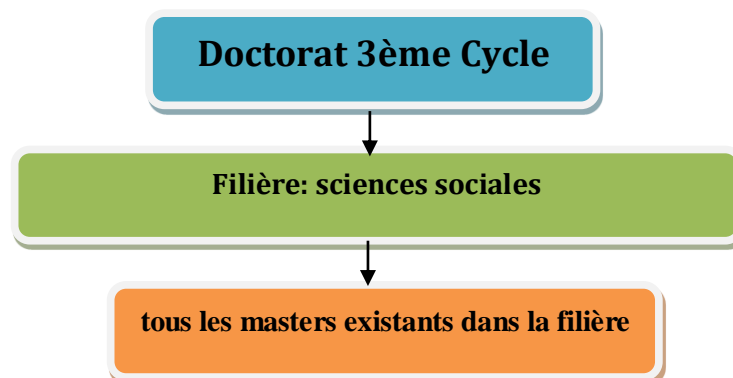 Doctorat 3ème Cycle
Filière: sciences sociales
tous les masters existants dans la filière